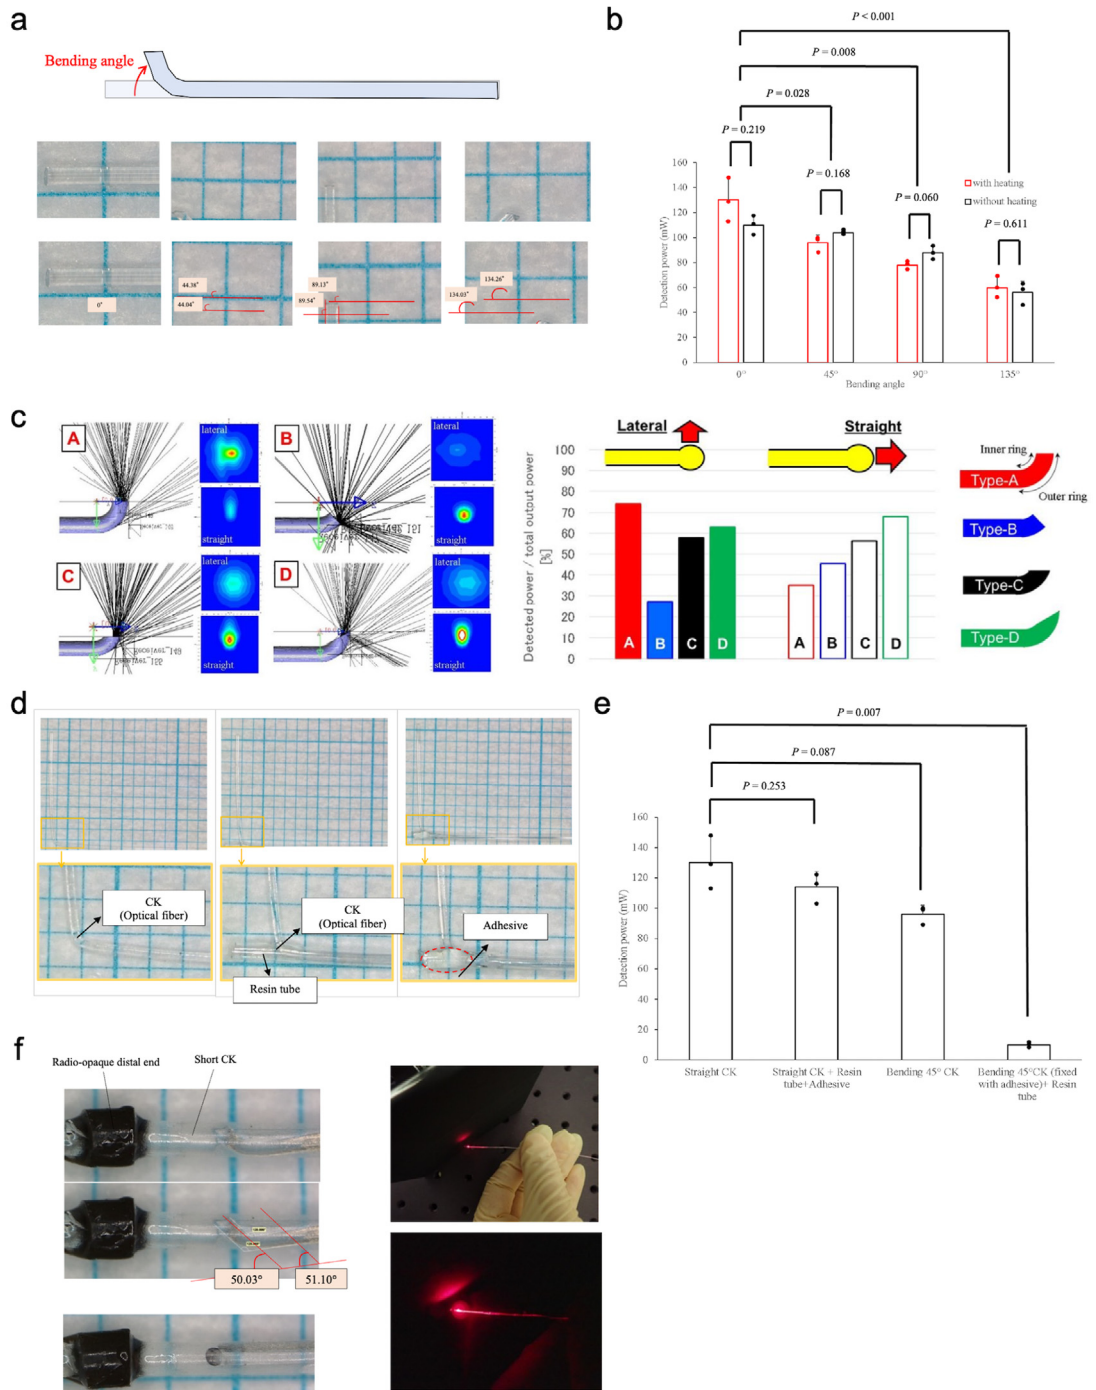 a
Bending angle
0°
44.38°
44.04°
89.13°
89.54°
134.26°
134.03°
b
P < 0.001
P = 0.008
P = 0.028
P = 0.219
P = 0.168
P = 0.060
P = 0.611
with heating
without heating
Detection power (mW)
160
140
120
100
80
60
40
20
0
0°
45°
90°
135°
Bending angle
c
A
lateral
straight
B
lateral
straight
C
lateral
straight
D
lateral
straight
Detected power / total outout power
[%]
100
90
80
70
60
50
40
30
20
10
0
Lateral
Straight
A
B
C
D
A
B
C
D
Inner ring
Type-A
Outer ring
Type-B
Type-C
Type-D
d
CK
(Optical fiber)
CK
(Optical fiber)
Resin tube
Adhesive
e
P = 0.007
P = 0.087
P = 0.253
Detection power (mW)
160
140
120
100
80
60
40
20
0
Straight CK
Straight CK + Resin
tube+Adhesive
Bending 45° CK
Bending 45°CK (fixed
with adhesive)+ Resin
tube
f
Radio-opaque distal end
Short CK
50.03°
51.10°